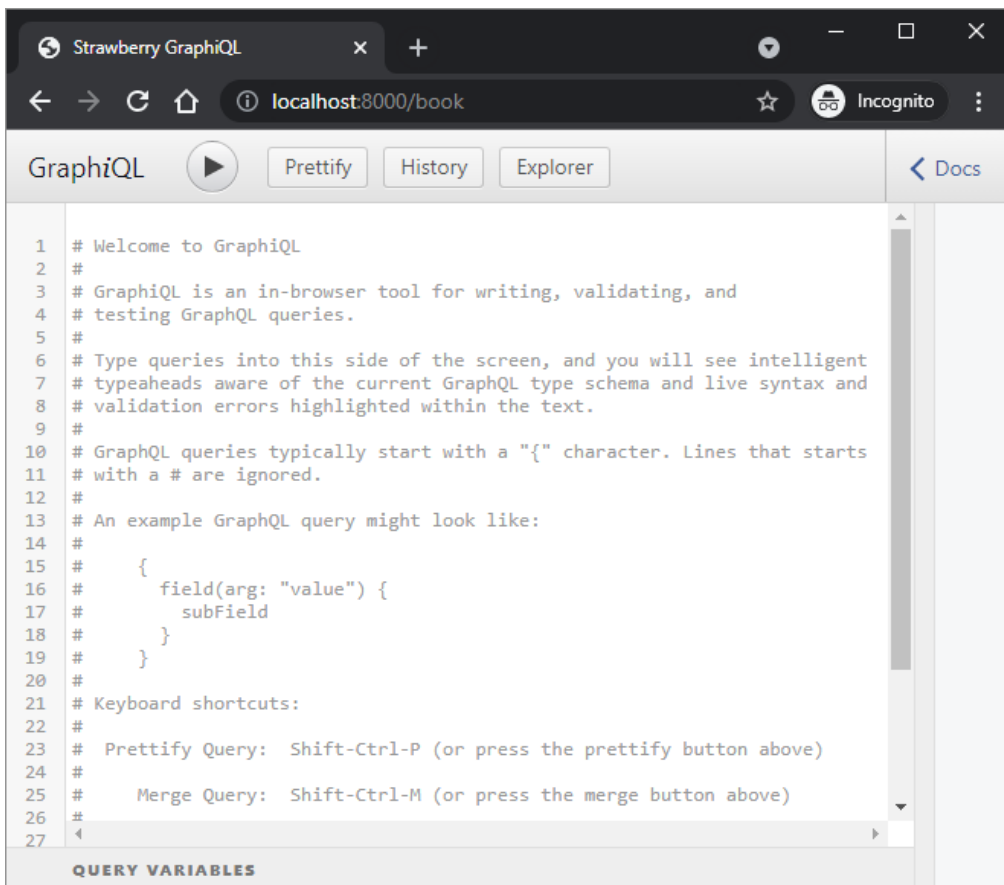 Strawberry GraphiQL
localhost:8000/book
Incognito
GraphiQL
Prettify
History
Explorer
Docs
1 # Welcome to GraphiQL
2 #
3 # GraphiQL is an in-browser tool for writing, validating, and
4 # testing GraphQL queries.
5 #
6 # Type queries into this side of the screen, and you will see intelligent
7 # typeaheads aware of the current GraphQL type schema and live syntax and
8 # validation errors highlighted within the text.
9 #
10 # GraphQL queries typically start with a "{" character. Lines that starts
11 # with a # are ignored.
12 #
13 # An example GraphQL query might look like:
14 #
15 #     {
16 #       field(arg: "value") {
17 #         subField
18 #       }
19 #     }
20 #
21 # Keyboard shortcuts:
22 #
23 #  Prettify Query:  Shift-Ctrl-P (or press the prettify button above)
24 #
25 #     Merge Query:  Shift-Ctrl-M (or press the merge button above)
26 #
27
QUERY VARIABLES